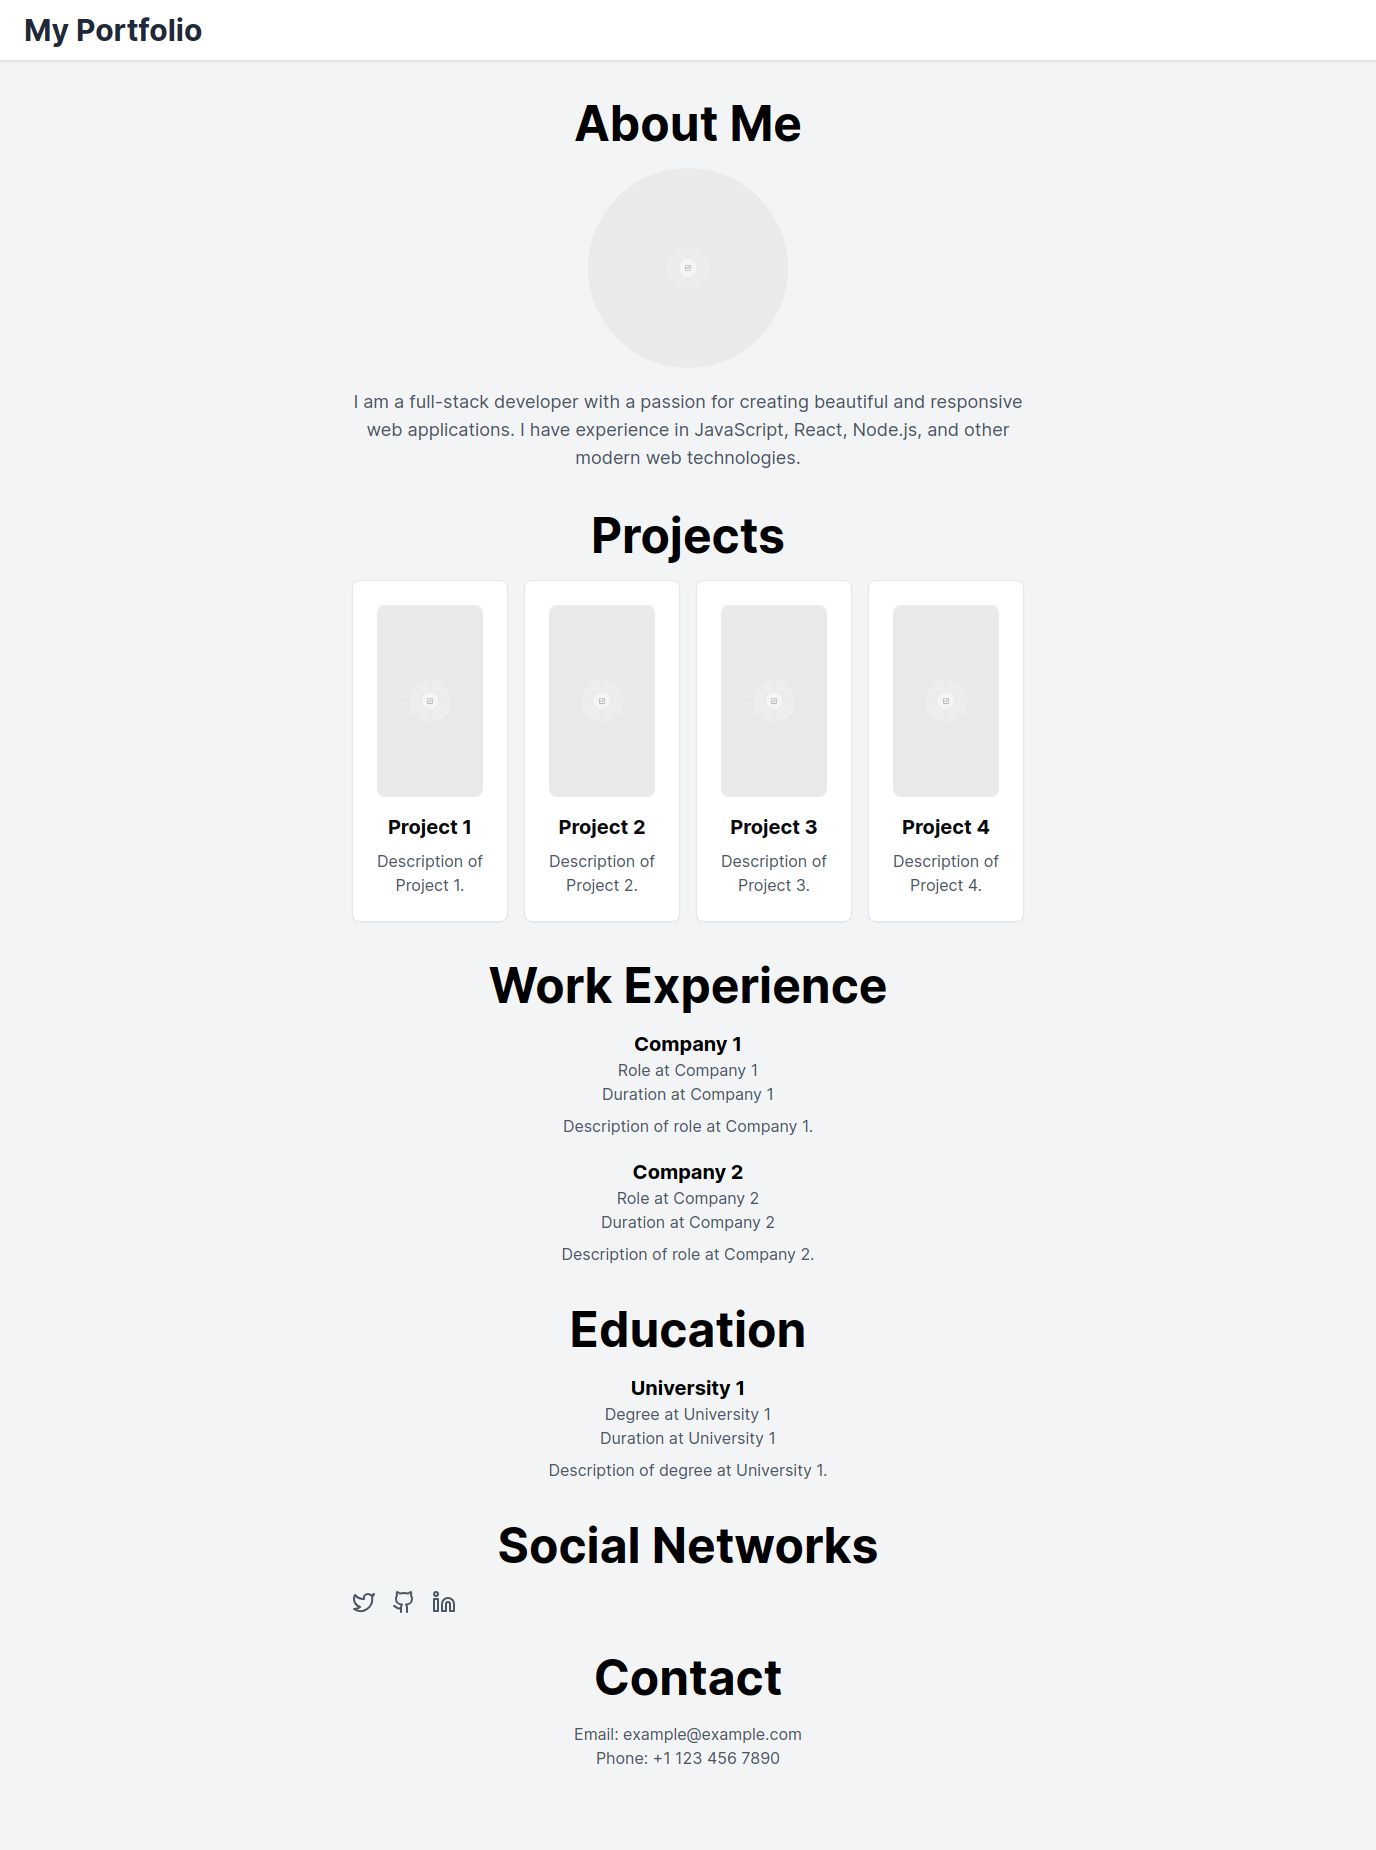 My Portfolio
About Me
I am a full-stack developer with a passion for creating beautiful and responsive
web applications. I have experience in JavaScript, React, Node.js, and other
modern web technologies.
Projects
Project 1
Description of
Project 1.
Project 2
Description of
Project 2.
Project 3
Description of
Project 3.
Project 4
Description of
Project 4.
Work Experience
Company 1
Role at Company 1
Duration at Company 1
Description of role at Company 1.
Company 2
Role at Company 2
Duration at Company 2
Description of role at Company 2.
Education
University 1
Degree at University 1
Duration at University 1
Description of degree at University 1.
Social Networks
Contact
Email: example@example.com
Phone: +1 123 456 7890